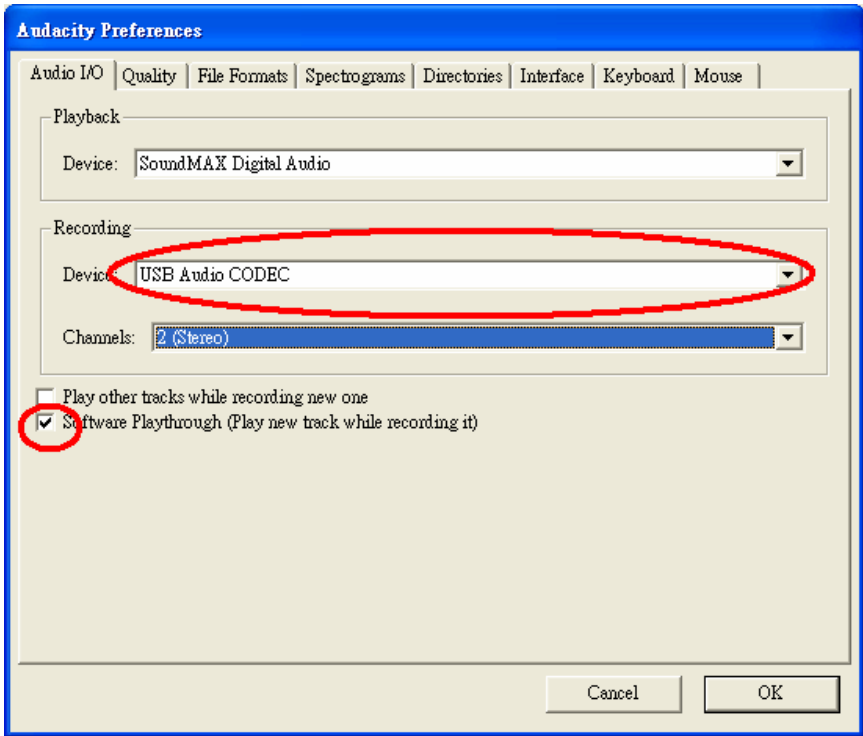 Audacity Preferences
Audio I/O Quality File Formats Spectrograms Directories Interface Keyboard Mouse
Playback
Device: SoundMAX Digital Audio
Recording
Device: USB Audio CODEC
Channels: 2 (Stereo)
Play other tracks while recording new one
Software Playthrough (Play new track while recording it)
Cancel OK